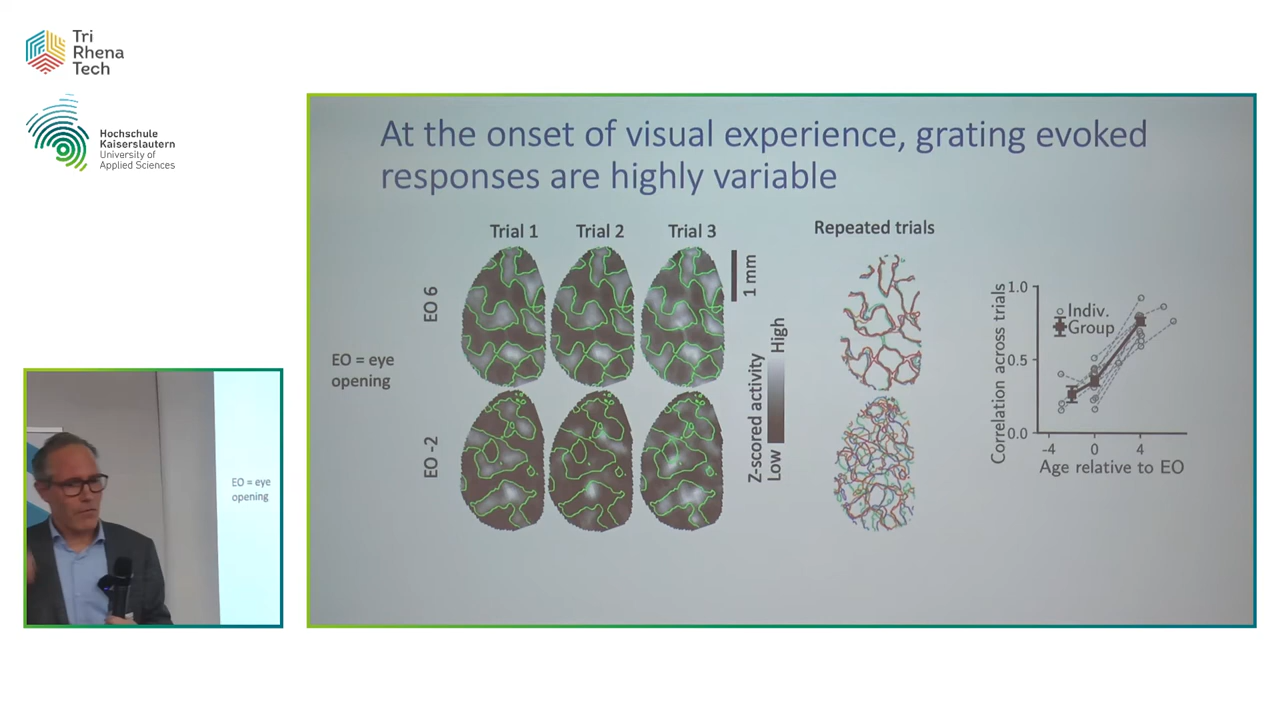 Tri
Rhena
Tech
Hochschule
Kaiserslautern
University of
Applied Sciences
At the onset of visual experience, grating evoked
responses are highly variable
Trial 1
Trial 2
Trial 3
Repeated trials
EO 6
1 mm
EO = eye
opening
EO -2
Z-scored activity
Low
High
Correlation across trials
1.0
0.5
0.0
Indiv.
Group
-4
0
4
Age relative to EO
EO = eye
opening